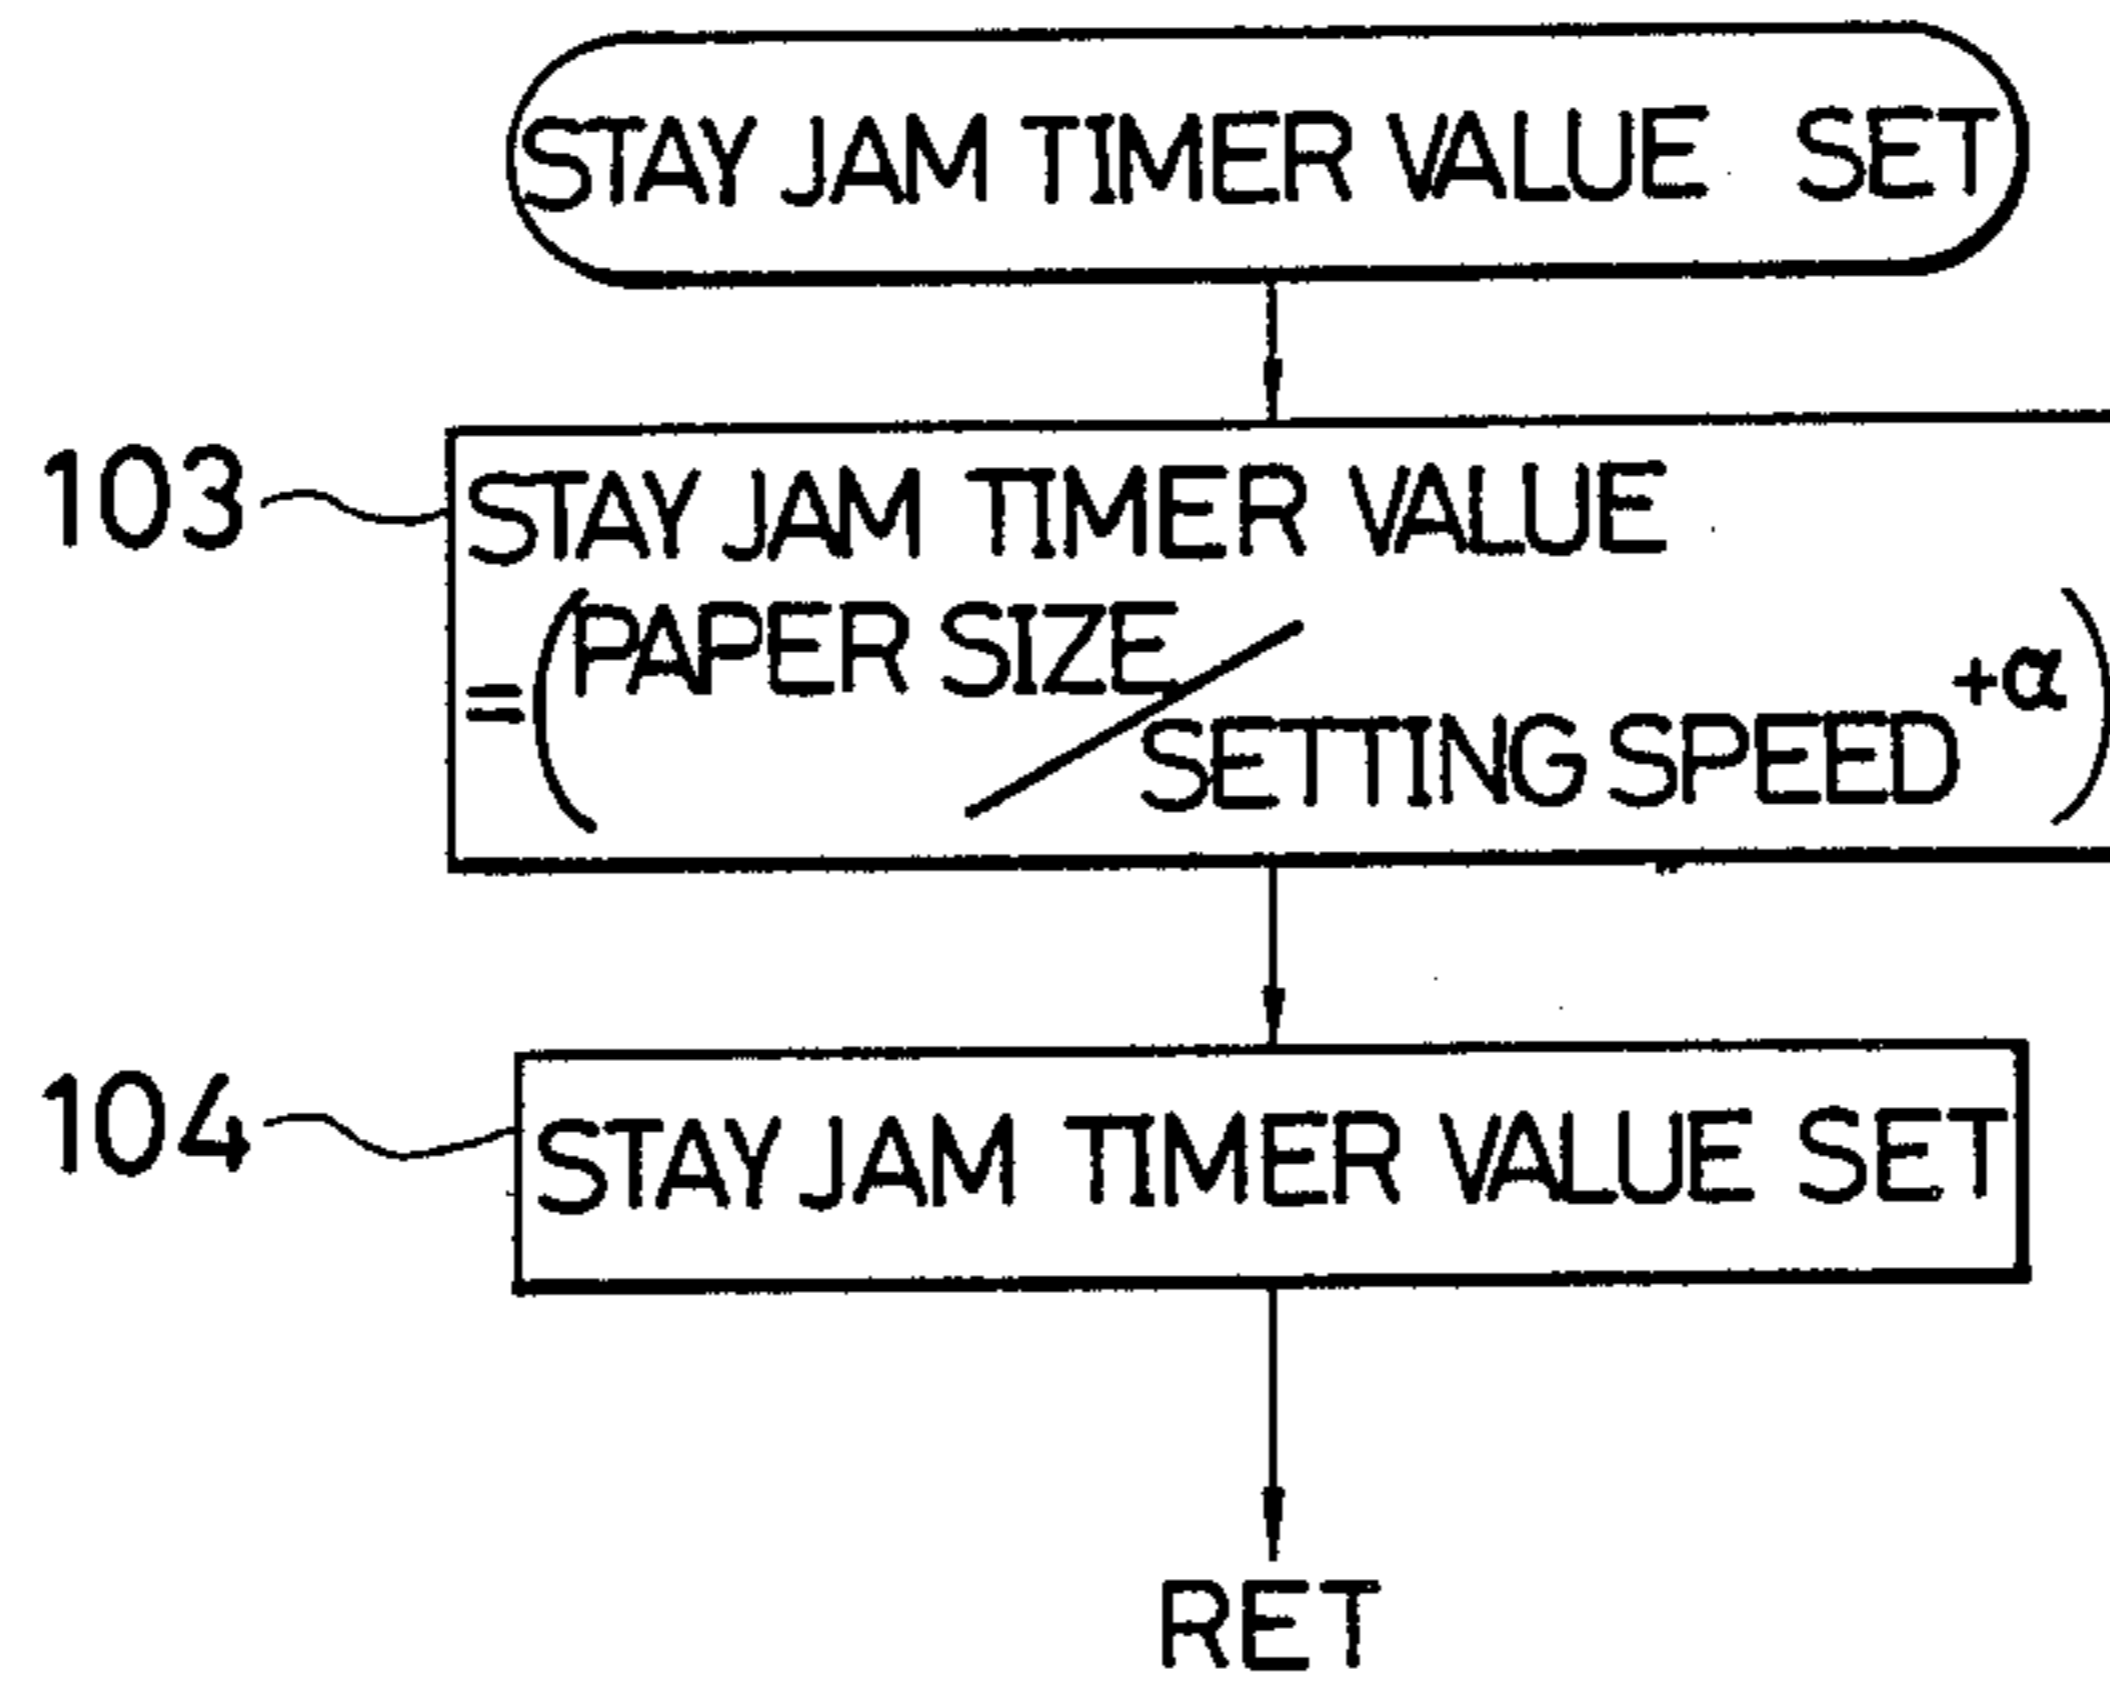 STAY JAM TIMER VALUE SET
103
STAY JAM TIMER VALUE
=(PAPER SIZE/SETTING SPEED+α)
104
STAY JAM TIMER VALUE SET
RET